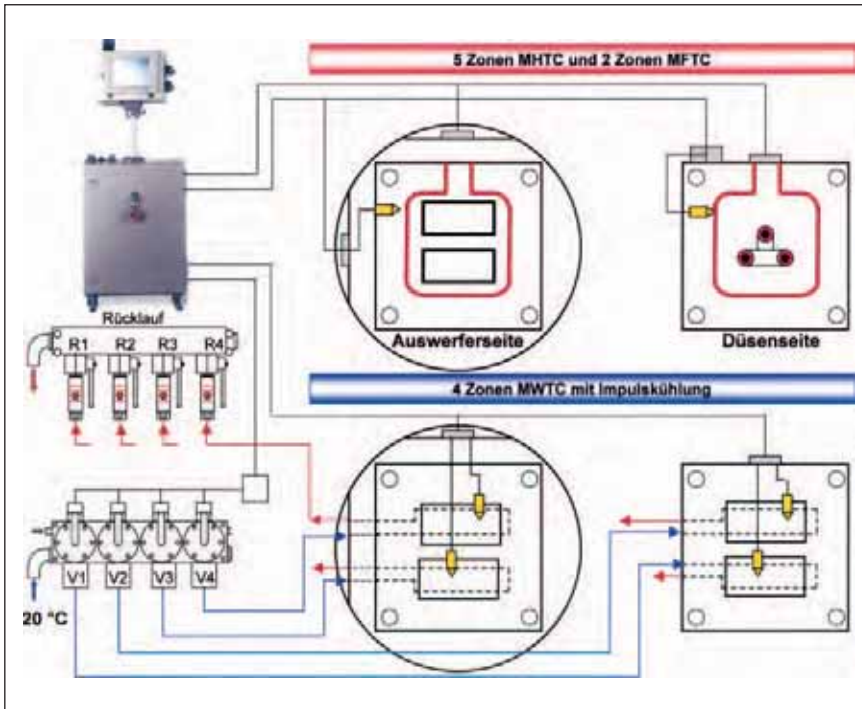 5 Zonen MHTC und 2 Zonen MFTC
Auswerferseite
Düsenseite
Rücklauf
R1 R2 R3 R4
4 Zonen MWTC mit Impulskühlung
V1 V2 V3 V4
20 °C